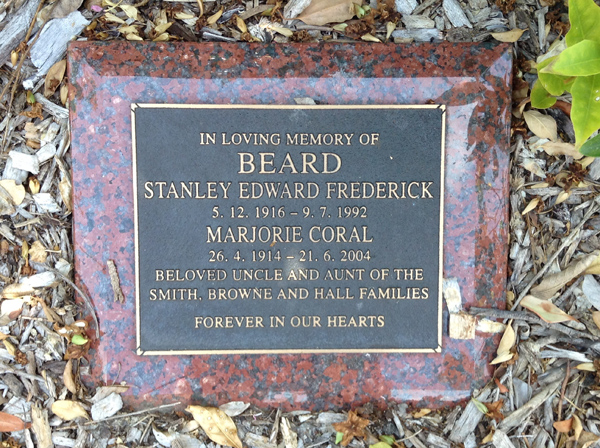 IN LOVING MEMORY OF
BEARD
STANLEY EDWARD FREDERICK
5. 12. 1916 – 9. 7. 1992
MARJORIE CORAL
26. 4. 1914 – 21. 6. 2004
BELOVED UNCLE AND AUNT OF THE
SMITH, BROWNE AND HALL FAMILIES
FOREVER IN OUR HEARTS